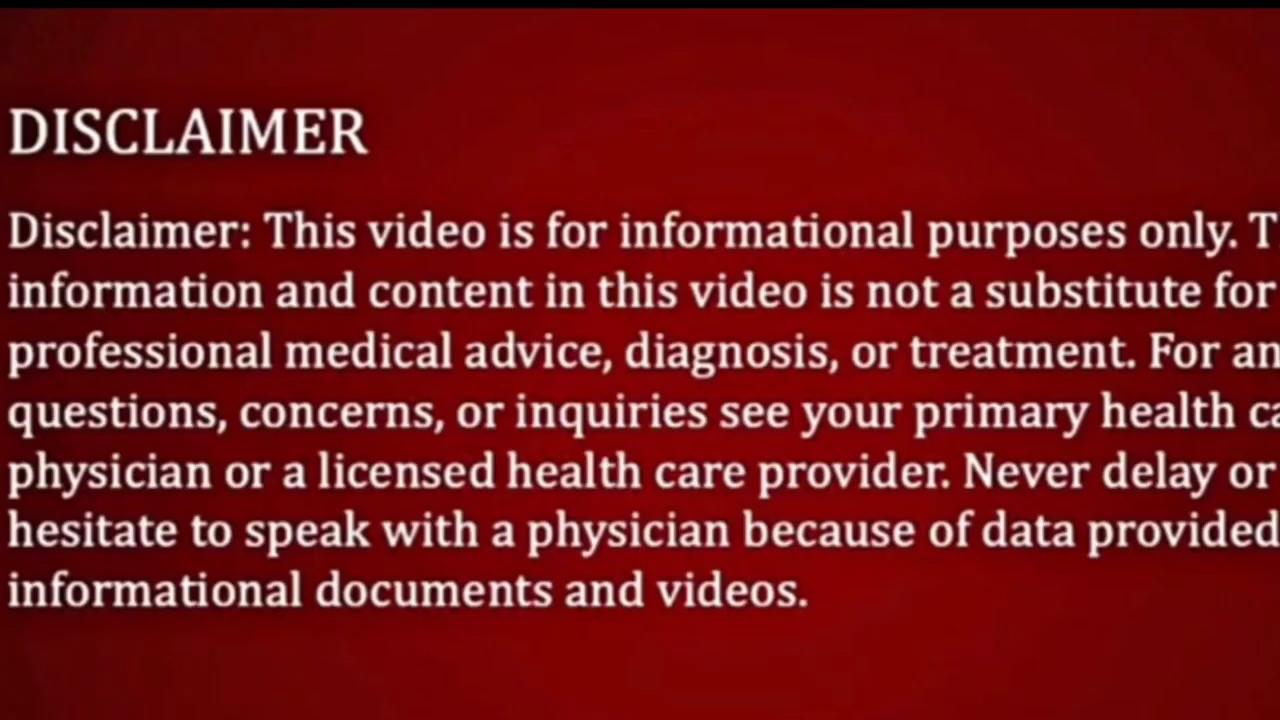 DISCLAIMER
Disclaimer: This video is for informational purposes only. T
information and content in this video is not a substitute for
professional medical advice, diagnosis, or treatment. For an
questions, concerns, or inquiries see your primary health ca
physician or a licensed health care provider. Never delay or
hesitate to speak with a physician because of data provided
informational documents and videos.